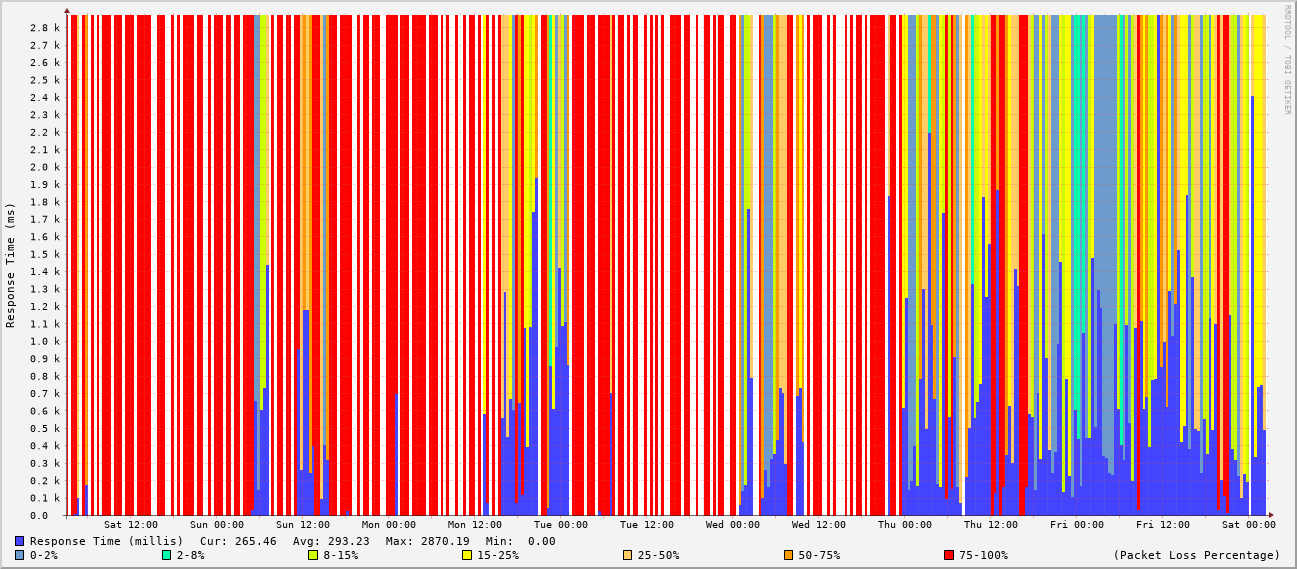 RRDTOOL / TOBI OETIKER
Response Time (ms)
2.8 k
2.7 k
2.6 k
2.5 k
2.4 k
2.3 k
2.2 k
2.1 k
2.0 k
1.9 k
1.8 k
1.7 k
1.6 k
1.5 k
1.4 k
1.3 k
1.2 k
1.1 k
1.0 k
0.9 k
0.8 k
0.7 k
0.6 k
0.5 k
0.4 k
0.3 k
0.2 k
0.1 k
0.0
Sat 12:00 Sun 00:00 Sun 12:00 Mon 00:00 Mon 12:00 Tue 00:00 Tue 12:00 Wed 00:00 Wed 12:00 Thu 00:00 Thu 12:00 Fri 00:00 Fri 12:00 Sat 00:00
Response Time (millis) Cur: 265.46 Avg: 293.23 Max: 2870.19 Min: 0.00
0-2% 2-8% 8-15% 15-25% 25-50% 50-75% 75-100% (Packet Loss Percentage)